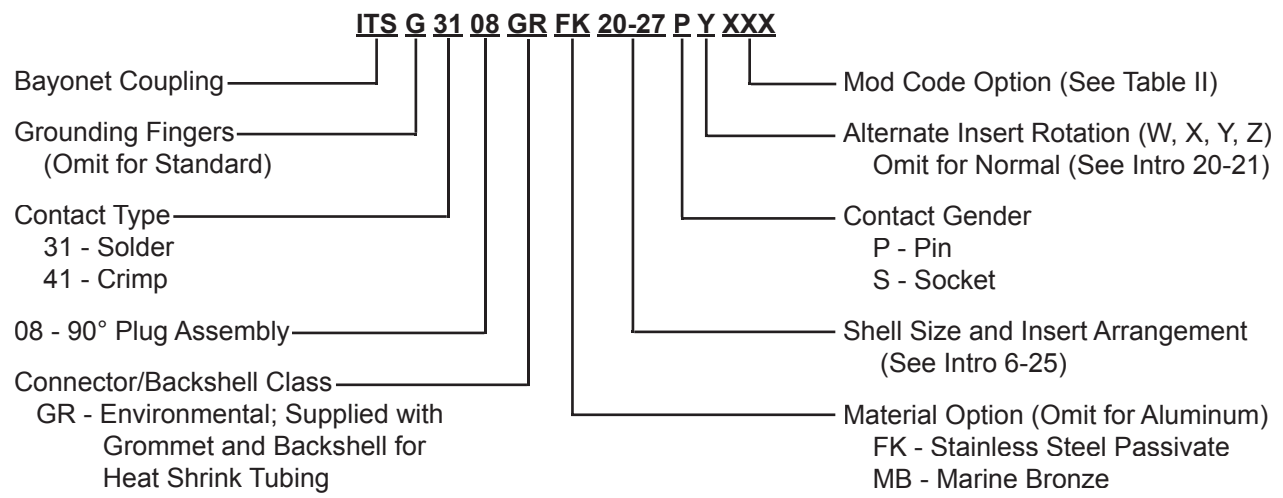 ITS G 31 08 GR FK 20-27 P Y XXX
Bayonet Coupling
Grounding Fingers
(Omit for Standard)
Contact Type
31 - Solder
41 - Crimp
08 - 90° Plug Assembly
Connector/Backshell Class
GR - Environmental; Supplied with
Grommet and Backshell for
Heat Shrink Tubing
Mod Code Option (See Table II)
Alternate Insert Rotation (W, X, Y, Z)
Omit for Normal (See Intro 20-21)
Contact Gender
P - Pin
S - Socket
Shell Size and Insert Arrangement
(See Intro 6-25)
Material Option (Omit for Aluminum)
FK - Stainless Steel Passivate
MB - Marine Bronze